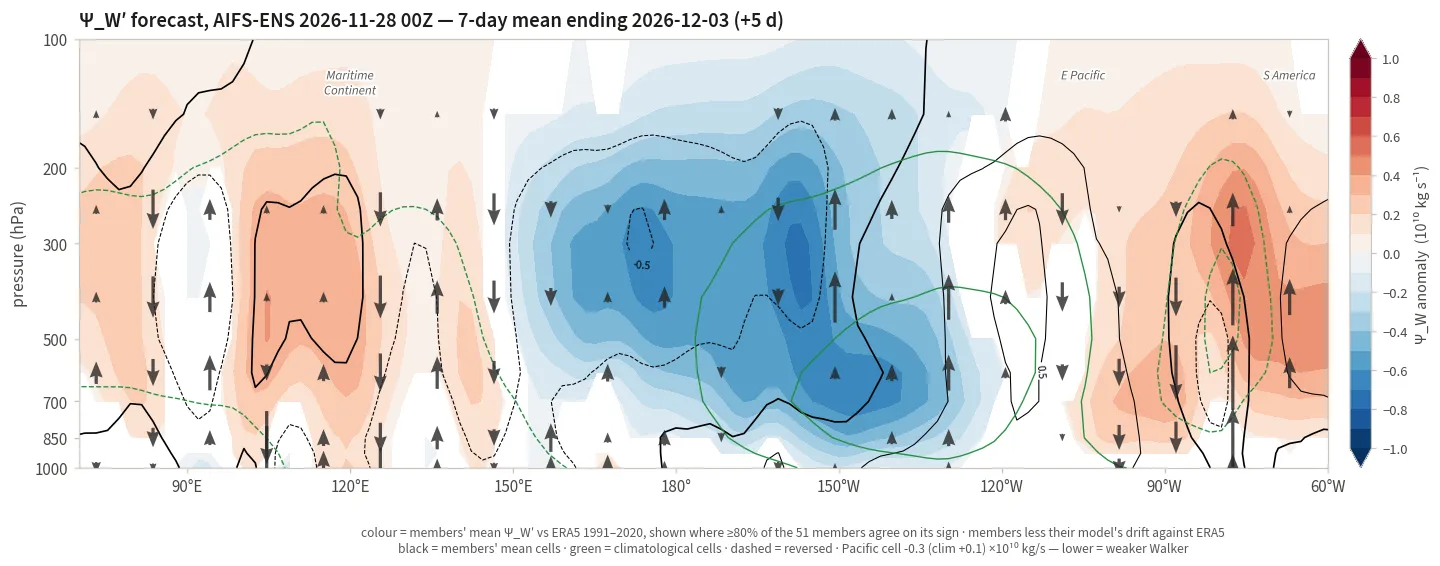 Ψ_W′ forecast, AIFS-ENS 2026-11-28 00Z — 7-day mean ending 2026-12-03 (+5 d)
100
200
300
400
500
700
850
1000
pressure (hPa)
Maritime
Continent
E Pacific
S America
-0.5
0.5
90°E
120°E
150°E
180°
150°W
120°W
90°W
60°W
1.0
0.8
0.6
0.4
0.2
0.0
−0.2
−0.4
−0.6
−0.8
−1.0
Ψ_W anomaly (10¹⁰ kg s⁻¹)
colour = members' mean Ψ_W′ vs ERA5 1991–2020, shown where ≥80% of the 51 members agree on its sign · members less their model's drift against ERA5
black = members' mean cells · green = climatological cells · dashed = reversed · Pacific cell -0.3 (clim +0.1) ×10¹⁰ kg/s — lower = weaker Walker